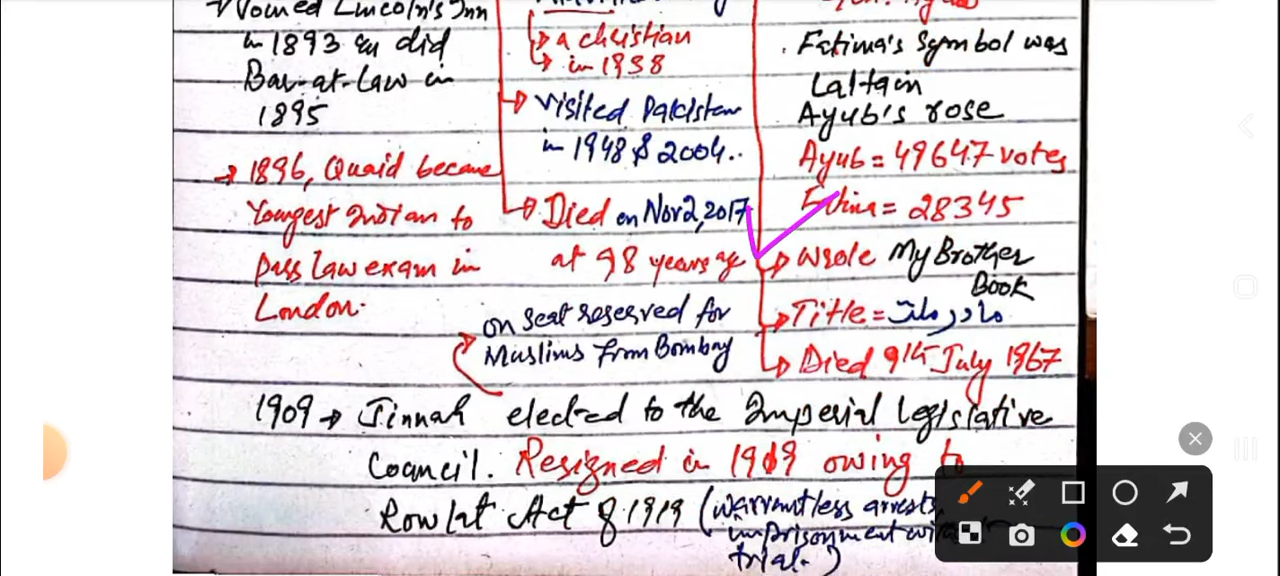 Joined Lincoln's Inn
in 1893 & did
Bar-at-Law in
1895
→ 1896, Quaid became
Youngest Indian to
pass law exam in
London.
a christian
in 1938
Visited Pakistan
in 1948 & 2004..
Died on Nov 2, 2017
at 98 years age
Fatima's Symbol was
Laltain
Ayub's rose
Ayub = 49647 votes
Fatima = 28345
Wrote My Brother
Book
Title = مادر ملت
Died 9th July 1967
on seat reserved for
Muslims from Bombay
1909 → Jinnah elected to the Imperial Legislative
Council. Resigned in 1919 owing to
Rowlat Act of 1919 (warrantless arrests,
imprisonment
trial.)